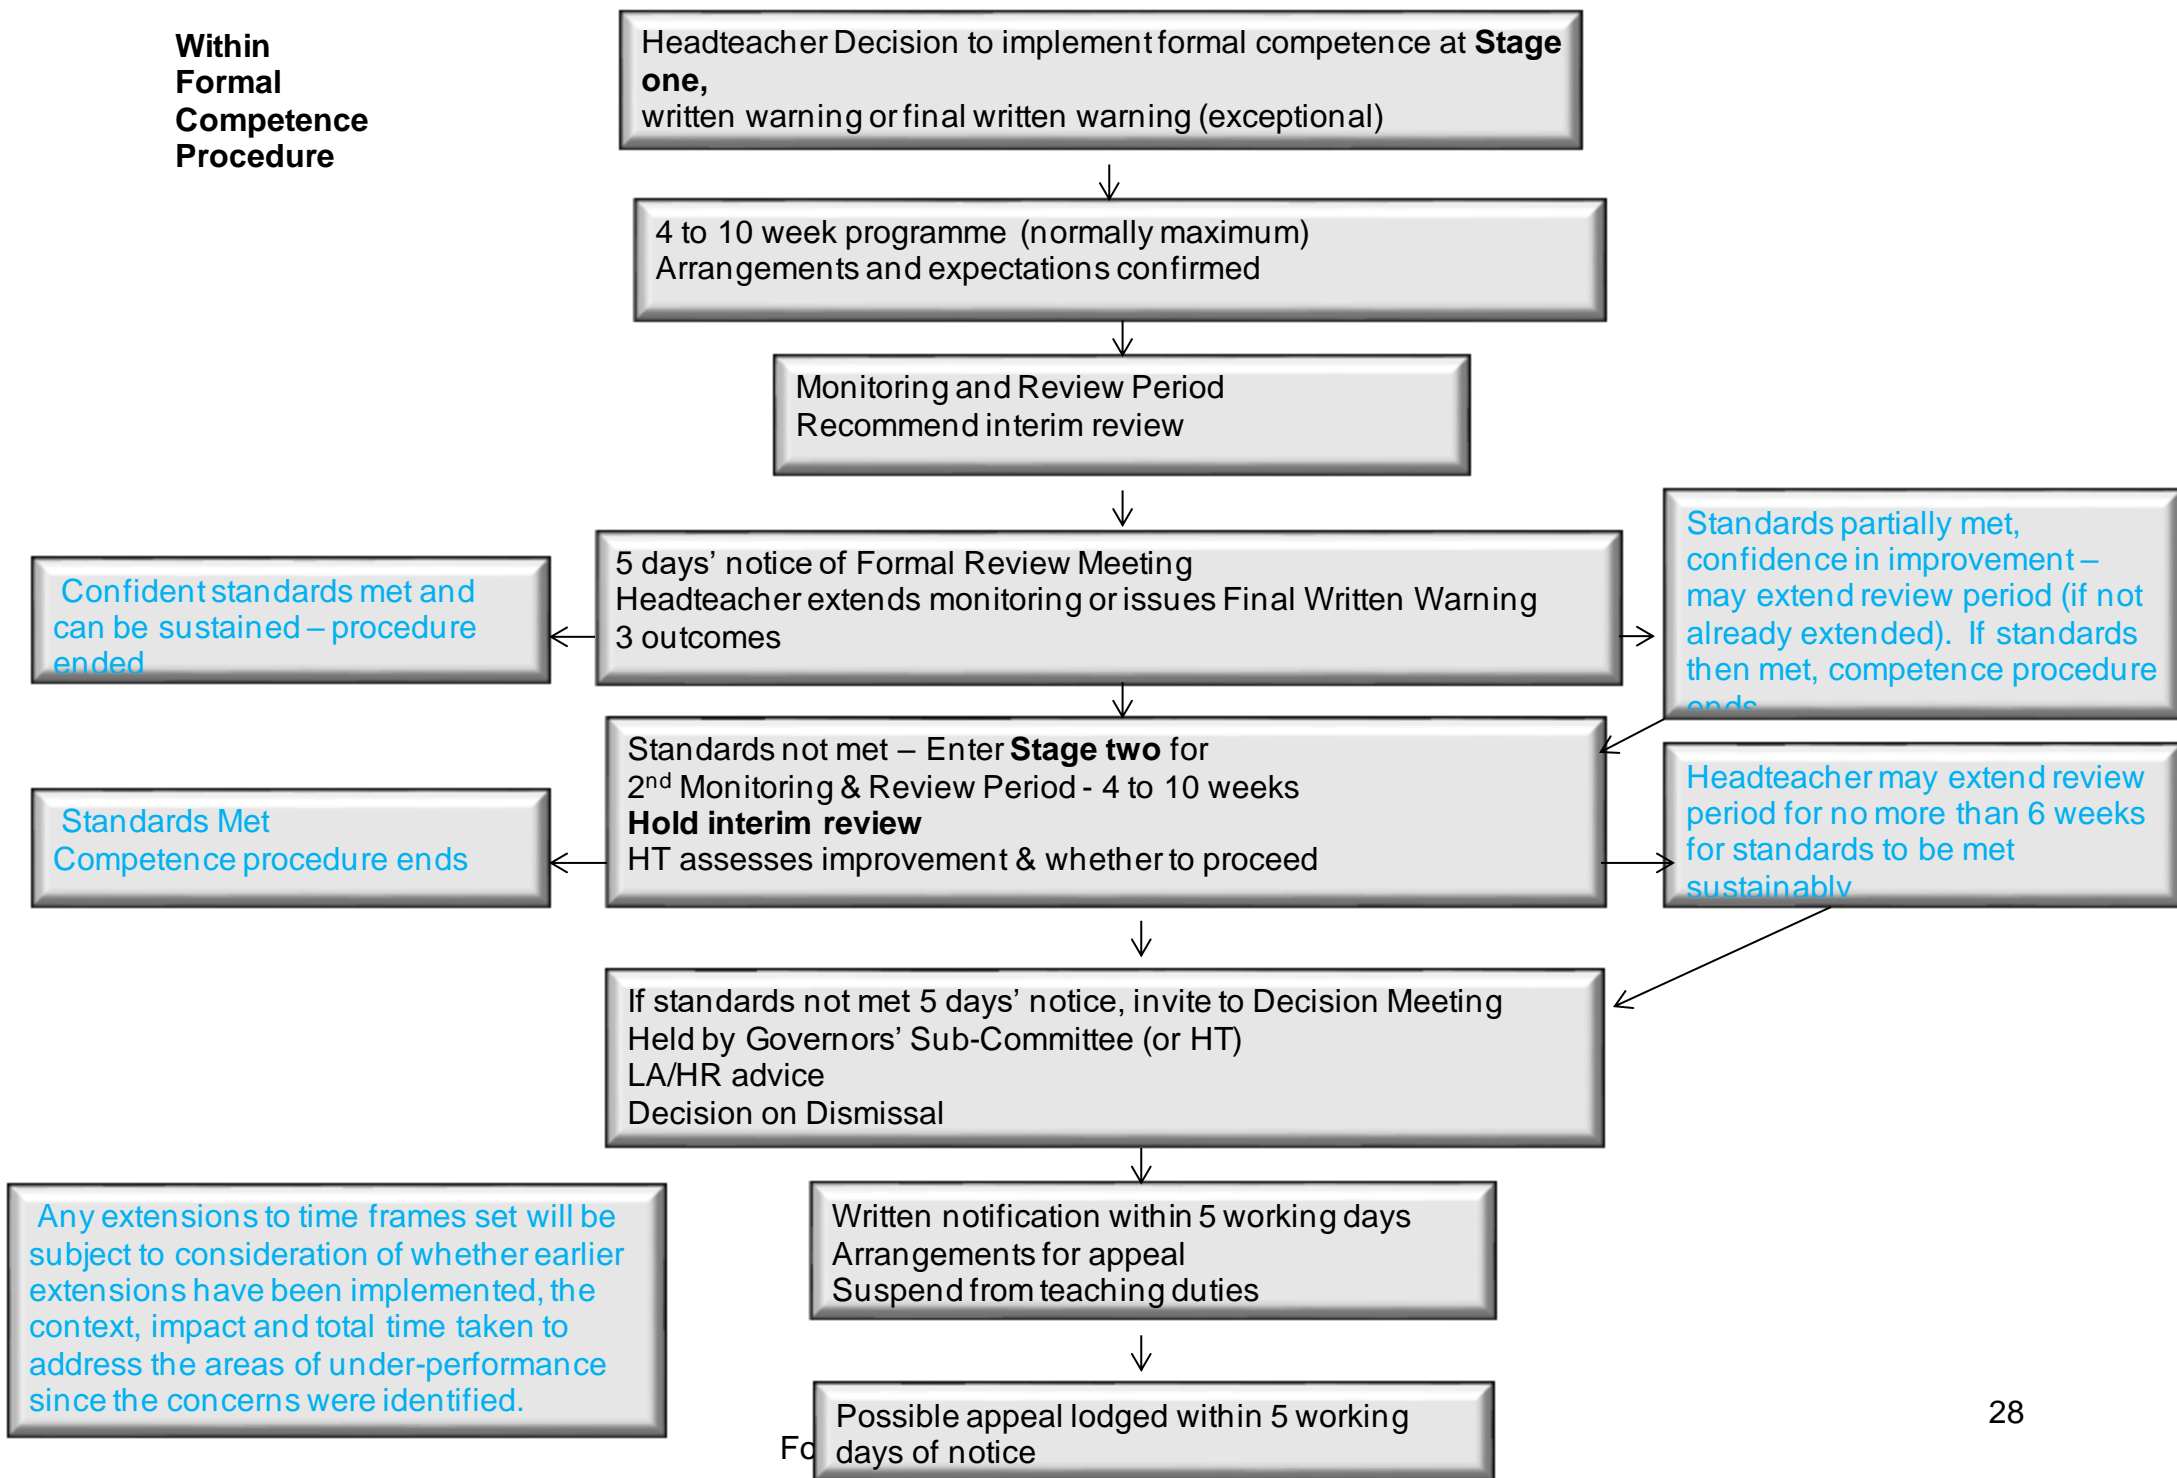 Within
Formal
Competence
Procedure
Headteacher Decision to implement formal competence at Stage
one,
written warning or final written warning (exceptional)
4 to 10 week programme (normally maximum)
Arrangements and expectations confirmed
Monitoring and Review Period
Recommend interim review
5 days’ notice of Formal Review Meeting
Headteacher extends monitoring or issues Final Written Warning
3 outcomes
Confident standards met and
can be sustained – procedure
ended
Standards partially met,
confidence in improvement –
may extend review period (if not
already extended). If standards
then met, competence procedure
ends
Standards not met – Enter Stage two for
2nd Monitoring & Review Period - 4 to 10 weeks
Hold interim review
HT assesses improvement & whether to proceed
Standards Met
Competence procedure ends
Headteacher may extend review
period for no more than 6 weeks
for standards to be met
sustainably
If standards not met 5 days’ notice, invite to Decision Meeting
Held by Governors’ Sub-Committee (or HT)
LA/HR advice
Decision on Dismissal
Any extensions to time frames set will be
subject to consideration of whether earlier
extensions have been implemented, the
context, impact and total time taken to
address the areas of under-performance
since the concerns were identified.
Written notification within 5 working days
Arrangements for appeal
Suspend from teaching duties
Possible appeal lodged within 5 working
days of notice
28